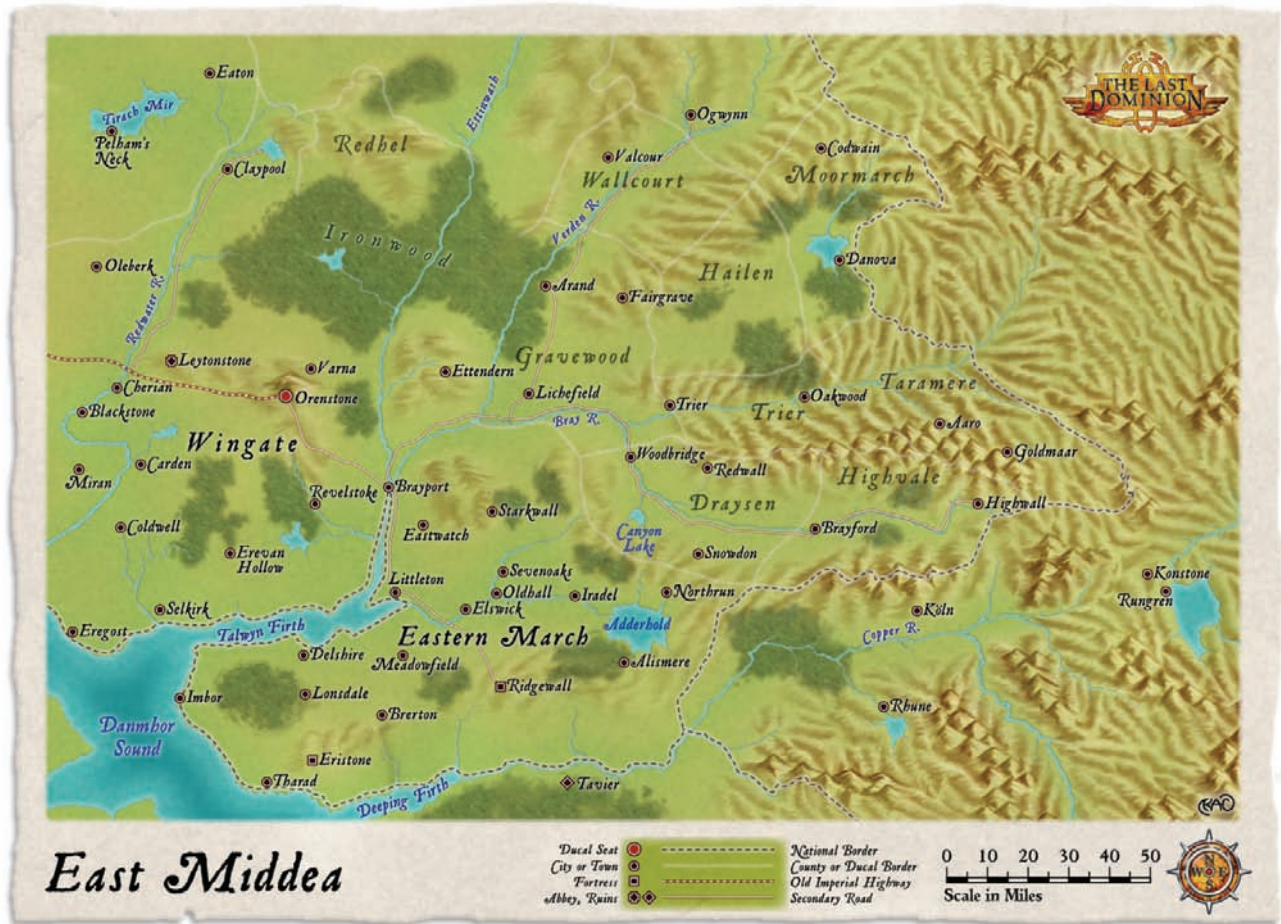 THE LAST
DOMINION
Eaton
Ettinwash
Tirach Mir
Pelham's
Neck
Redhel
Ogwynn
Claypool
Valcour
Wallcourt
Codwain
Moormarch
Ironwood
Verden R.
Oleberk
Redwater R.
Hailen
Danova
Arand
Fairgrave
Leytonstone
Varna
Gravewood
Ettendern
Cherian
Orenstone
Lichefield
Blackstone
Bray R.
Trier
Trier
Oakwood
Taramere
Aaro
Wingate
Carden
Miran
Woodbridge
Redwall
Goldmaar
Highvale
Revelstoke
Brayport
Draysen
Highwall
Coldwell
Starkwall
Eastwatch
Canyon
Lake
Brayford
Erevan
Hollow
Snowdon
Sevenoaks
Konstone
Littleton
Oldhall
Iradel
Northrun
Rungren
Selkirk
Elswick
Köln
Eregost
Talwyn Firth
Eastern March
Adderhold
Copper R.
Delshire
Meadowfield
Alismere
Imbor
Lonsdale
Ridgewall
Danmhor
Sound
Brerton
Rhune
Eristone
Tharad
Deeping Firth
Tavier
KAO
East Middea
Ducal Seat
City or Town
Fortress
Abbey, Ruins
National Border
County or Ducal Border
Old Imperial Highway
Secondary Road
0 10 20 30 40 50
Scale in Miles
N
W E
S